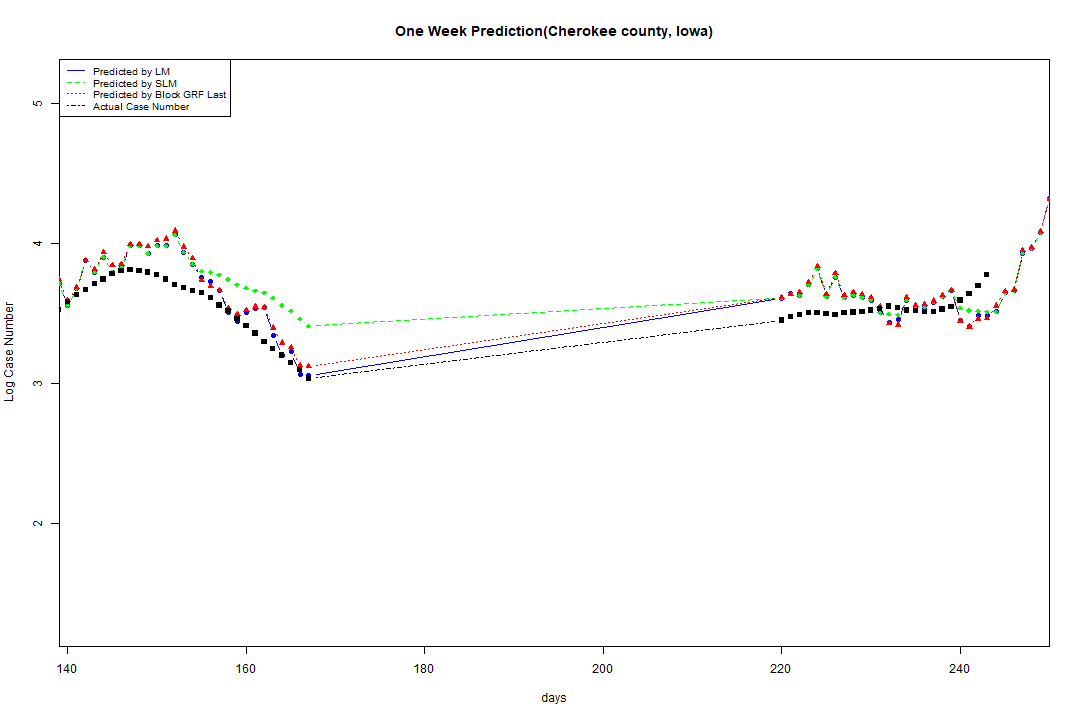 One Week Prediction(Cherokee county, Iowa)
Predicted by LM
Predicted by SLM
Predicted by Block GRF Last
Actual Case Number
5
4
3
2
Log Case Number
140 160 180 200 220 240
days